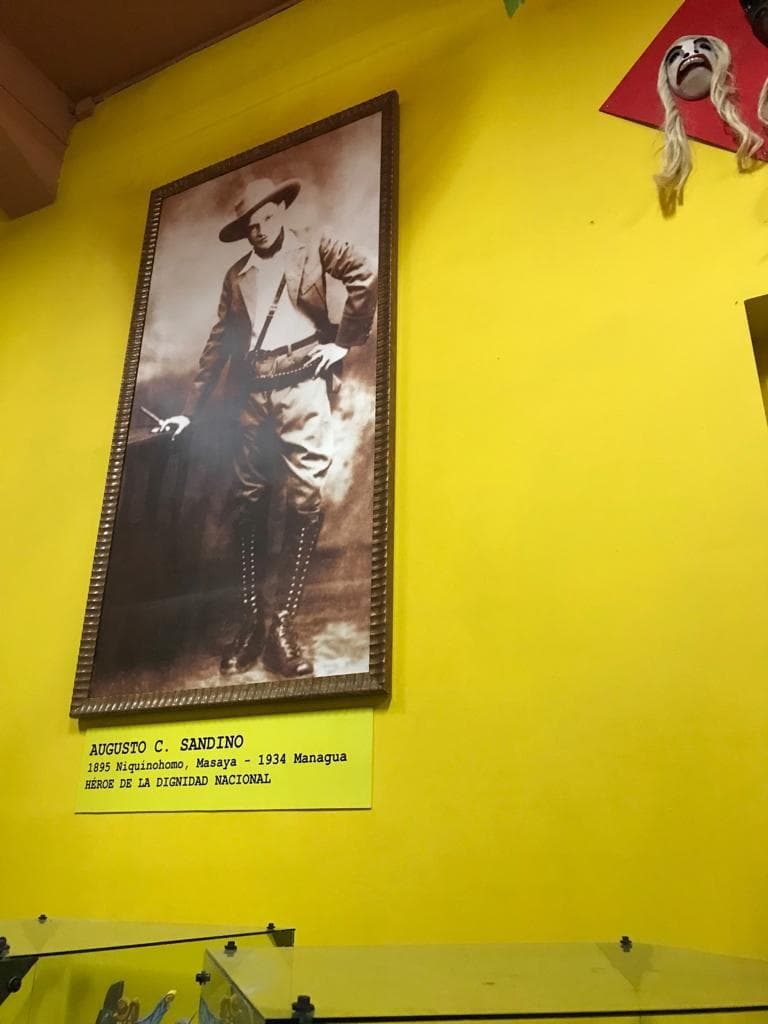 AUGUSTO C. SANDINO
1895 Niquinohomo, Masaya - 1934 Managua
HÉROE DE LA DIGNIDAD NACIONAL